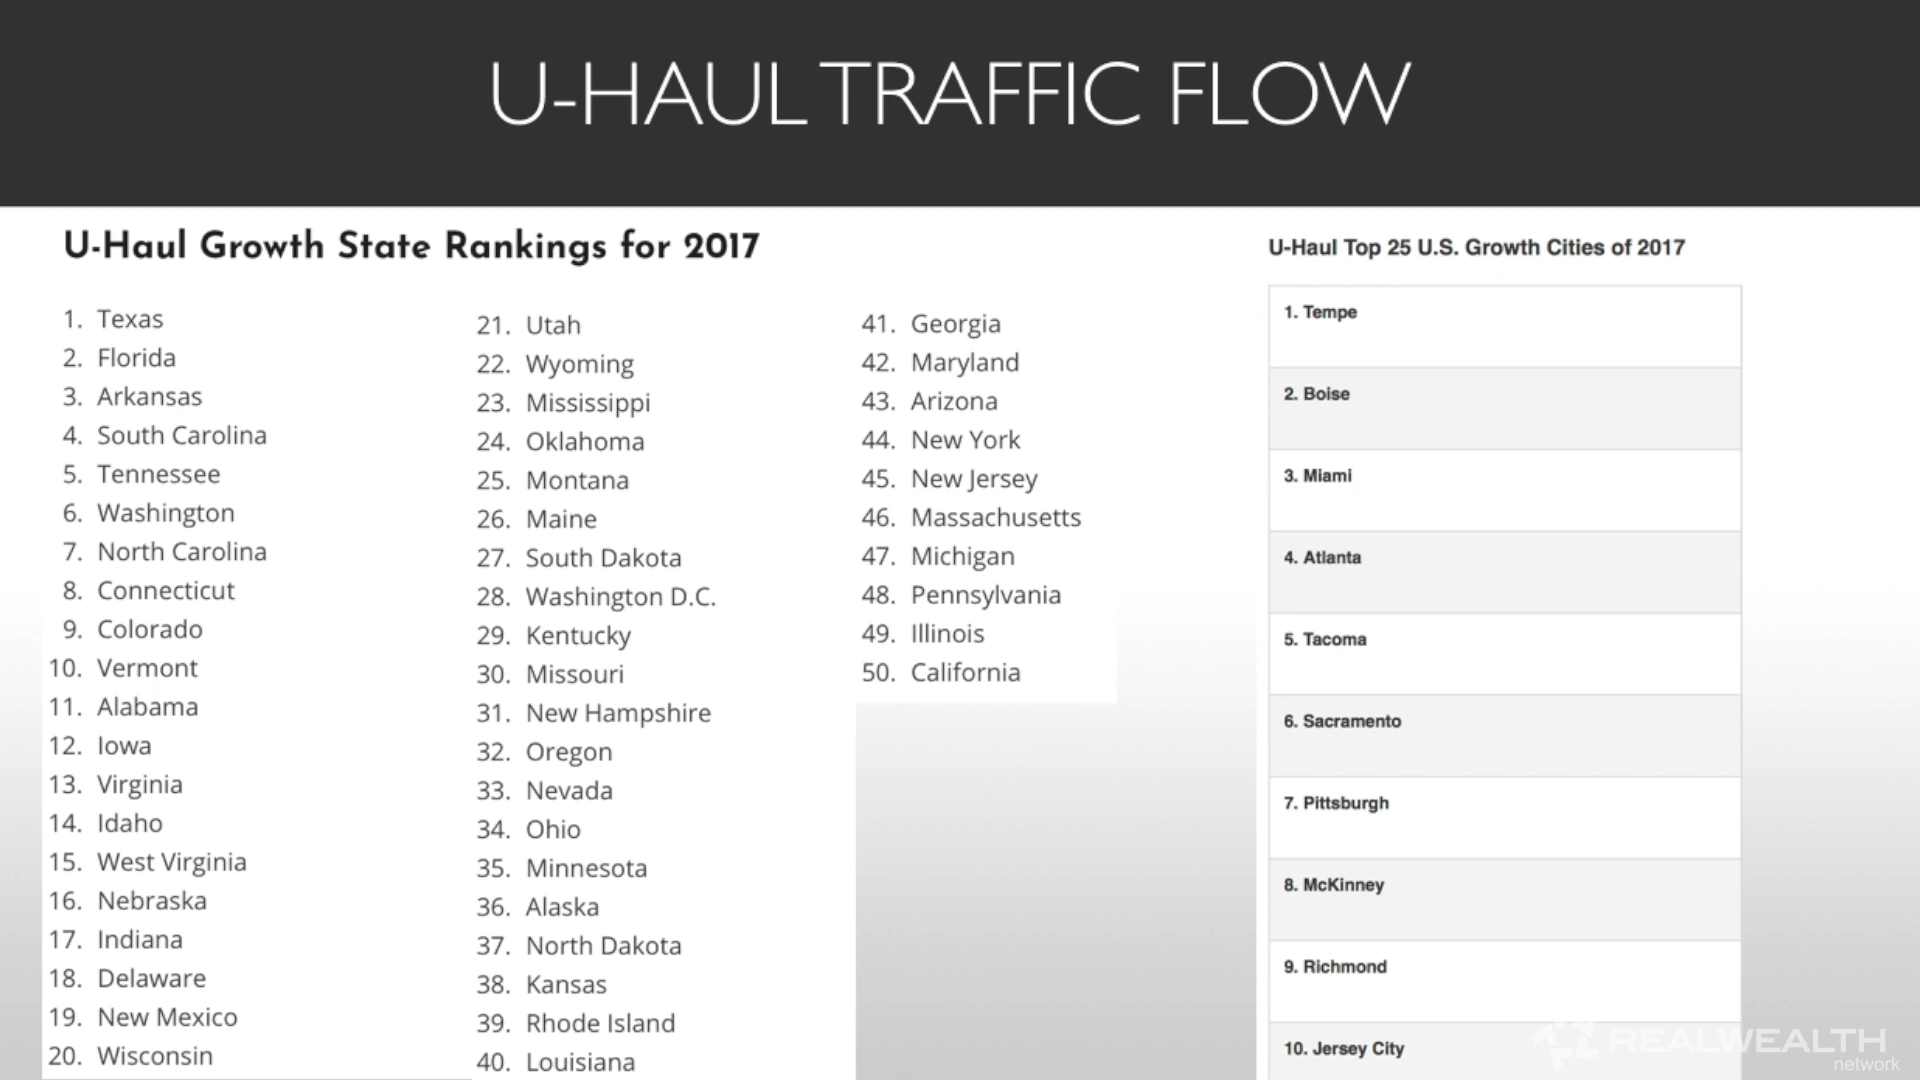 U-HAUL TRAFFIC FLOW
U-Haul Growth State Rankings for 2017
1. Texas
2. Florida
3. Arkansas
4. South Carolina
5. Tennessee
6. Washington
7. North Carolina
8. Connecticut
9. Colorado
10. Vermont
11. Alabama
12. Iowa
13. Virginia
14. Idaho
15. West Virginia
16. Nebraska
17. Indiana
18. Delaware
19. New Mexico
20. Wisconsin
21. Utah
22. Wyoming
23. Mississippi
24. Oklahoma
25. Montana
26. Maine
27. South Dakota
28. Washington D.C.
29. Kentucky
30. Missouri
31. New Hampshire
32. Oregon
33. Nevada
34. Ohio
35. Minnesota
36. Alaska
37. North Dakota
38. Kansas
39. Rhode Island
40. Louisiana
41. Georgia
42. Maryland
43. Arizona
44. New York
45. New Jersey
46. Massachusetts
47. Michigan
48. Pennsylvania
49. Illinois
50. California
U-Haul Top 25 U.S. Growth Cities of 2017
1. Tempe
2. Boise
3. Miami
4. Atlanta
5. Tacoma
6. Sacramento
7. Pittsburgh
8. McKinney
9. Richmond
10. Jersey City
REALWEALTH
network